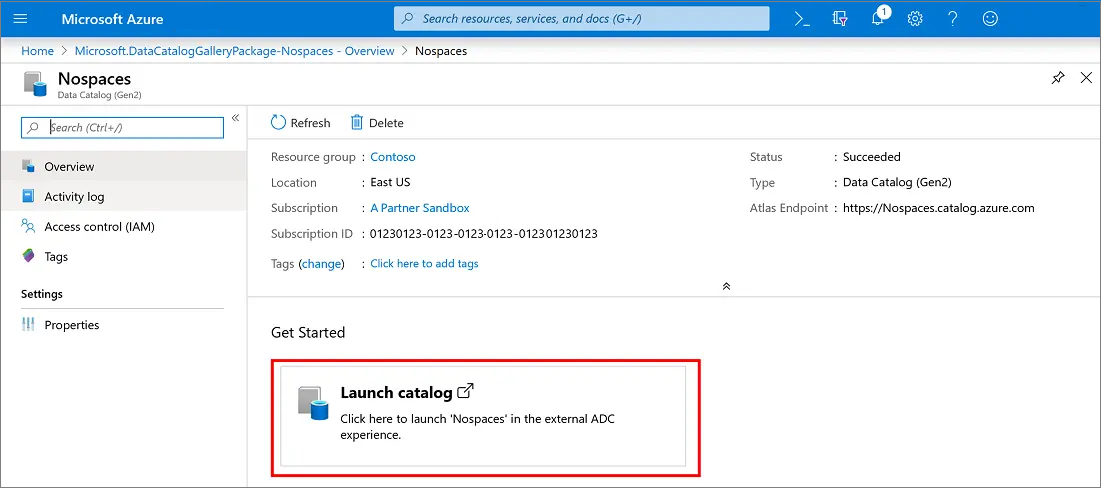 Microsoft Azure
Search resources, services, and docs (G+/)
1
Home > Microsoft.DataCatalogGalleryPackage-Nospaces - Overview > Nospaces
Nospaces
Data Catalog (Gen2)
Search (Ctrl+/)
Overview
Activity log
Access control (IAM)
Tags
Settings
Properties
Refresh
Delete
Resource group : Contoso
Location : East US
Subscription : A Partner Sandbox
Subscription ID : 01230123-0123-0123-0123-012301230123
Tags (change) : Click here to add tags
Status : Succeeded
Type : Data Catalog (Gen2)
Atlas Endpoint : https://Nospaces.catalog.azure.com
Get Started
Launch catalog
Click here to launch 'Nospaces' in the external ADC
experience.